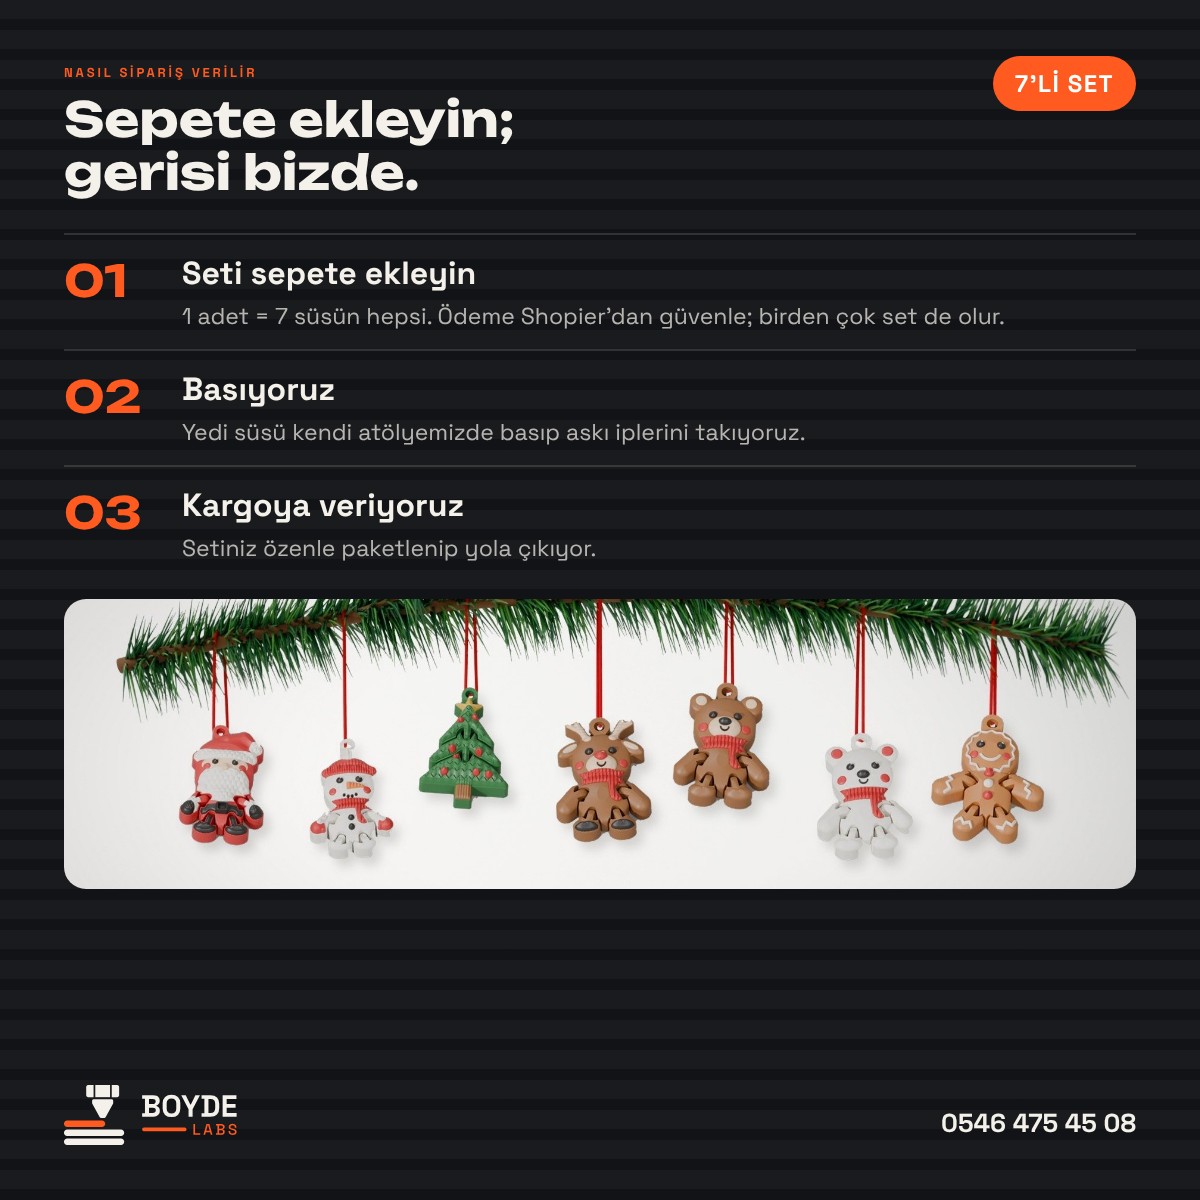 NASIL SİPARİŞ VERİLİR
7’Lİ SET
Sepete ekleyin;
gerisi bizde.
01
Seti sepete ekleyin
1 adet = 7 süsün hepsi. Ödeme Shopier’dan güvenle; birden çok set de olur.
02
Basıyoruz
Yedi süsü kendi atölyemizde basıp askı iplerini takıyoruz.
03
Kargoya veriyoruz
Setiniz özenle paketlenip yola çıkıyor.
BOYDE
LABS
0546 475 45 08